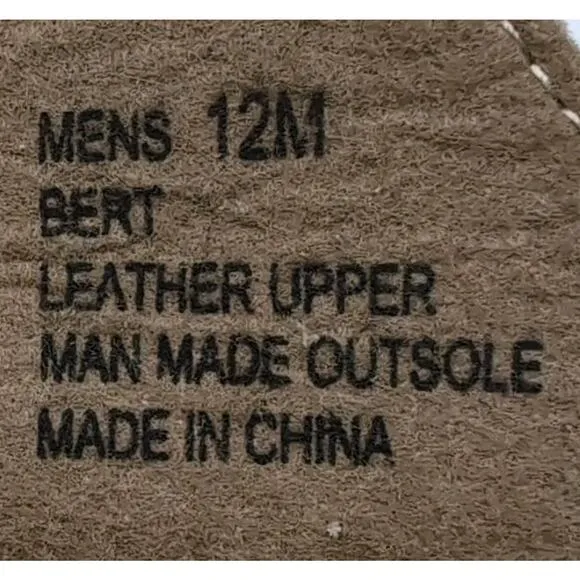 MENS 12M
BERT
LEATHER UPPER
MAN MADE OUTSOLE
MADE IN CHINA